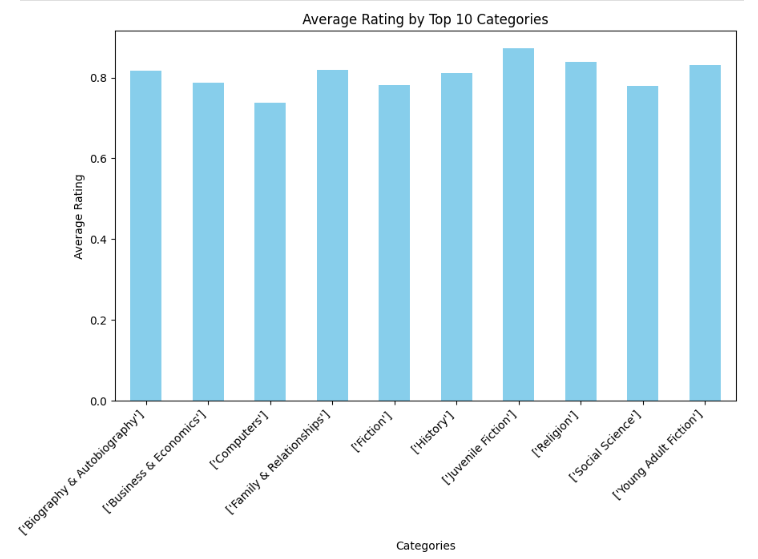 Average Rating by Top 10 Categories
Average Rating
0.8
0.6
0.4
0.2
0.0
['Biography & Autobiography']
['Business & Economics']
['Computers']
['Family & Relationships']
['Fiction']
['History']
['Juvenile Fiction']
['Religion']
['Social Science']
['Young Adult Fiction']
Categories